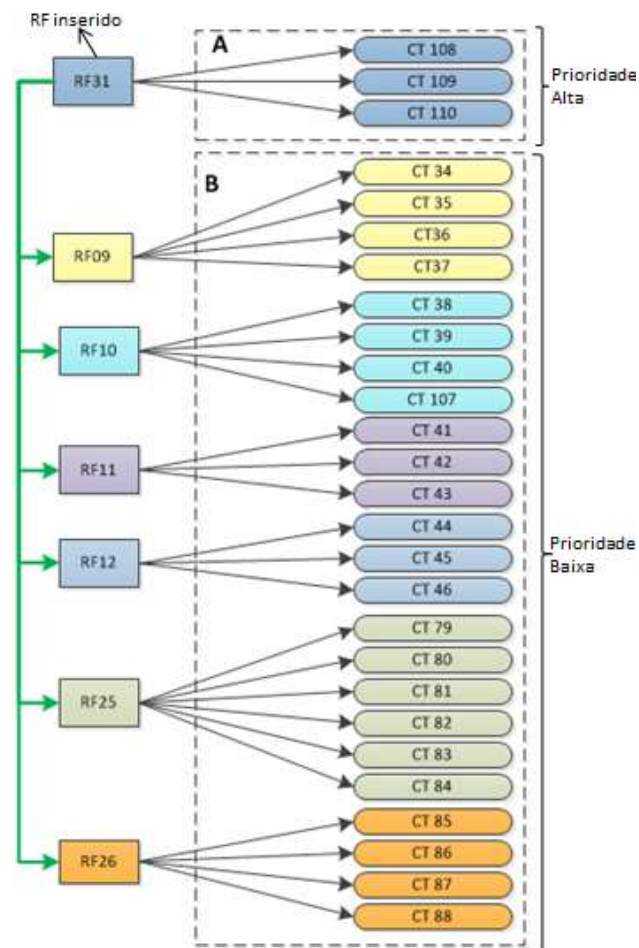 RF inserido
RF31
A
CT 108
CT 109
CT 110
Prioridade
Alta
B
RF09
CT 34
CT 35
CT36
CT37
RF10
CT 38
CT 39
CT 40
CT 107
RF11
CT 41
CT 42
CT 43
RF12
CT 44
CT 45
CT 46
Prioridade
Baixa
RF25
CT 79
CT 80
CT 81
CT 82
CT 83
CT 84
RF26
CT 85
CT 86
CT 87
CT 88